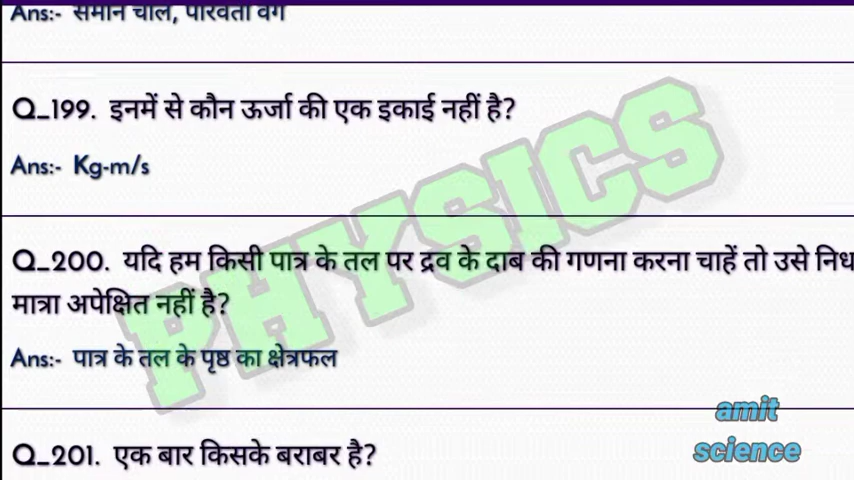 Ans:- समान चाल, परिवर्ती वेग
Q_199. इनमें से कौन ऊर्जा की एक इकाई नहीं है?
Ans:- Kg-m/s
Q_200. यदि हम किसी पात्र के तल पर द्रव के दाब की गणना करना चाहें तो उसे
मात्रा अपेक्षित नहीं है?
Ans:- पात्र के तल के पृष्ठ का क्षेत्रफल
Q_201. एक बार किसके बराबर है?
PHYSICS
amit
science